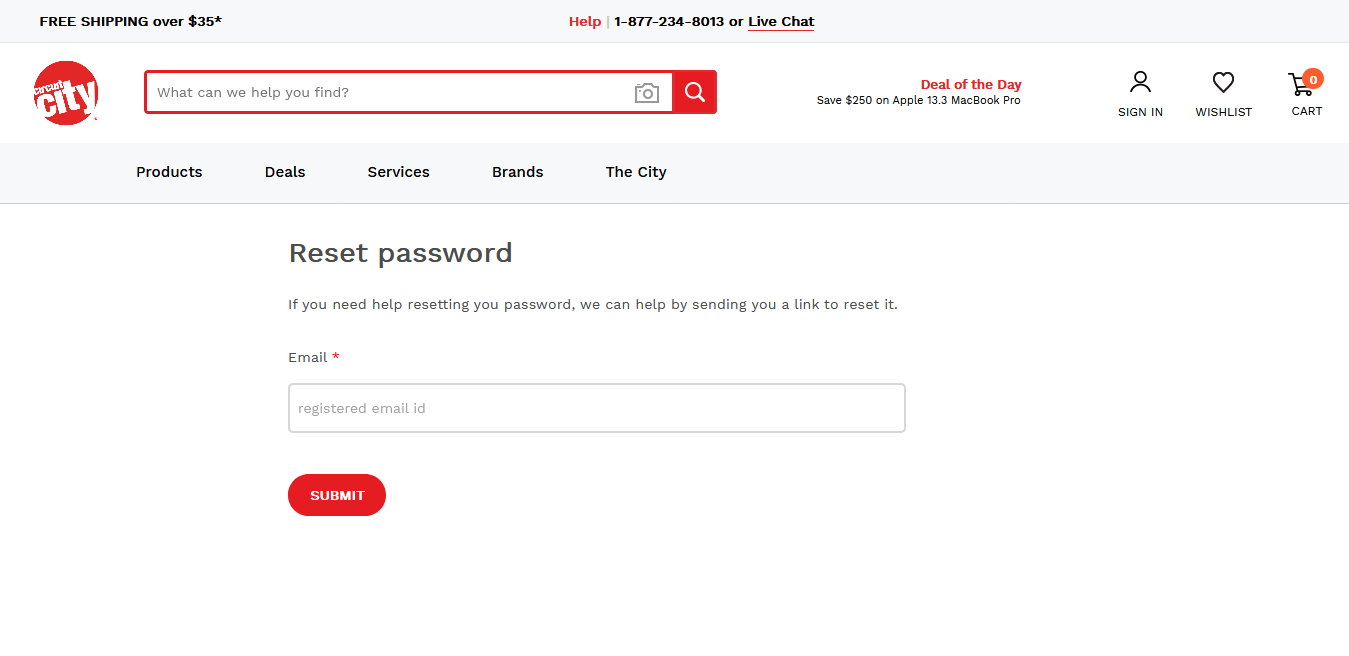 FREE SHIPPING over $35*
Help | 1-877-234-8013 or Live Chat
circuit
city
What can we help you find?
Deal of the Day
Save $250 on Apple 13.3 MacBook Pro
SIGN IN
WISHLIST
0
CART
Products Deals Services Brands The City
Reset password
If you need help resetting you password, we can help by sending you a link to reset it.
Email *
registered email id
SUBMIT